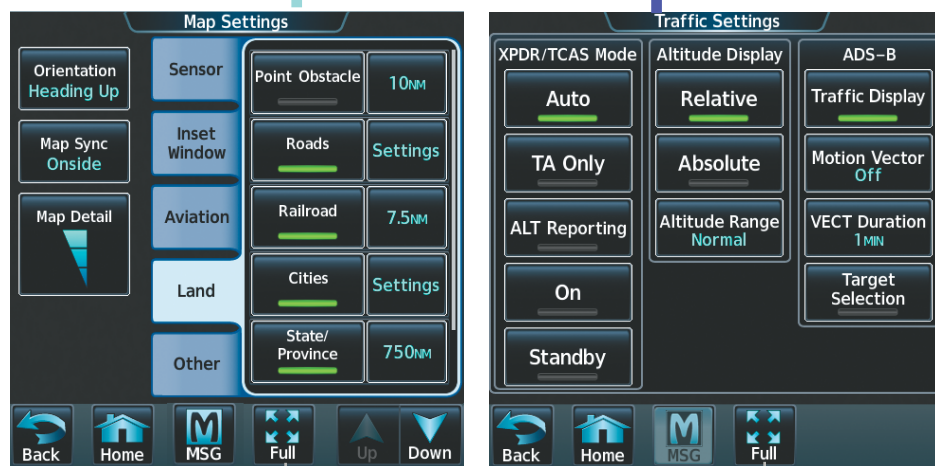 Map Settings
Orientation
Heading Up
Map Sync
Onside
Map Detail
Sensor
Inset
Window
Aviation
Land
Other
Point Obstacle
10NM
Roads
Settings
Railroad
7.5NM
Cities
Settings
State/
Province
750NM
Back
Home
MSG
Full
Up
Down
Traffic Settings
XPDR/TCAS Mode
Auto
TA Only
ALT Reporting
On
Standby
Altitude Display
Relative
Absolute
Altitude Range
Normal
ADS-B
Traffic Display
Motion Vector
Off
VECT Duration
1MIN
Target
Selection
Back
Home
MSG
Full